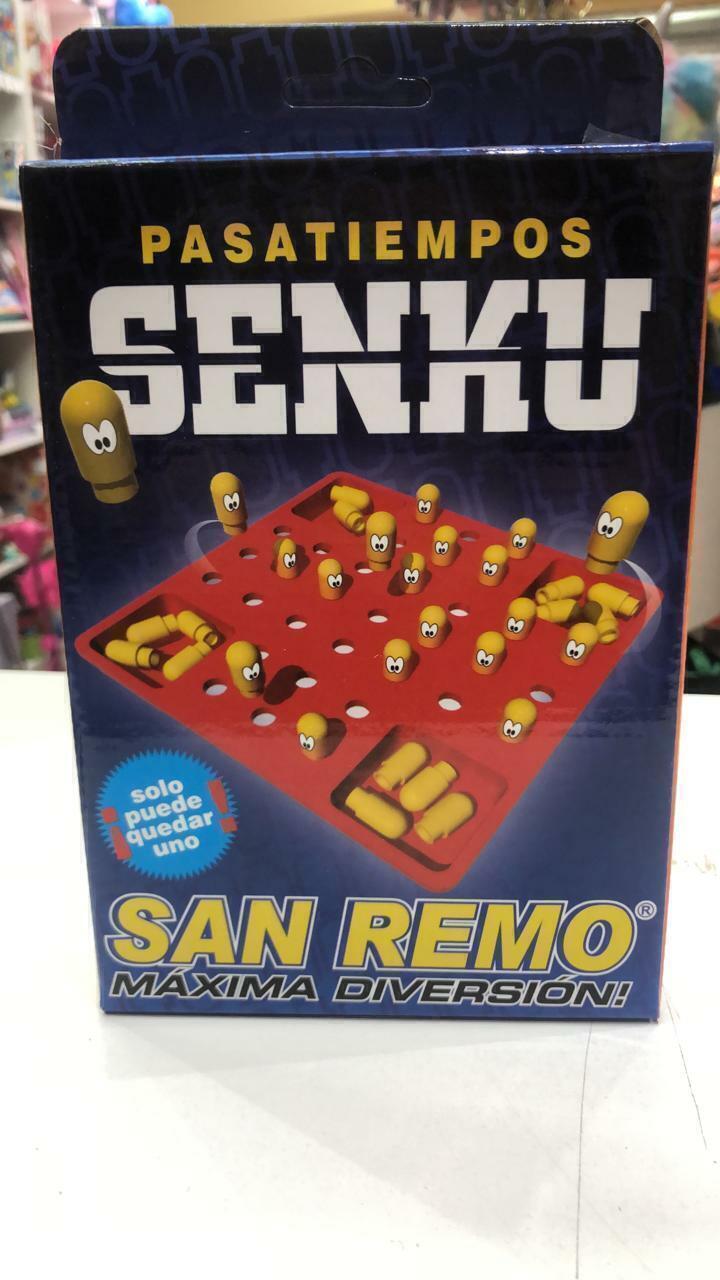 PASATIEMPOS
SENKU
¡solo
puede
quedar
uno!
SAN REMO®
MÁXIMA DIVERSIÓN!